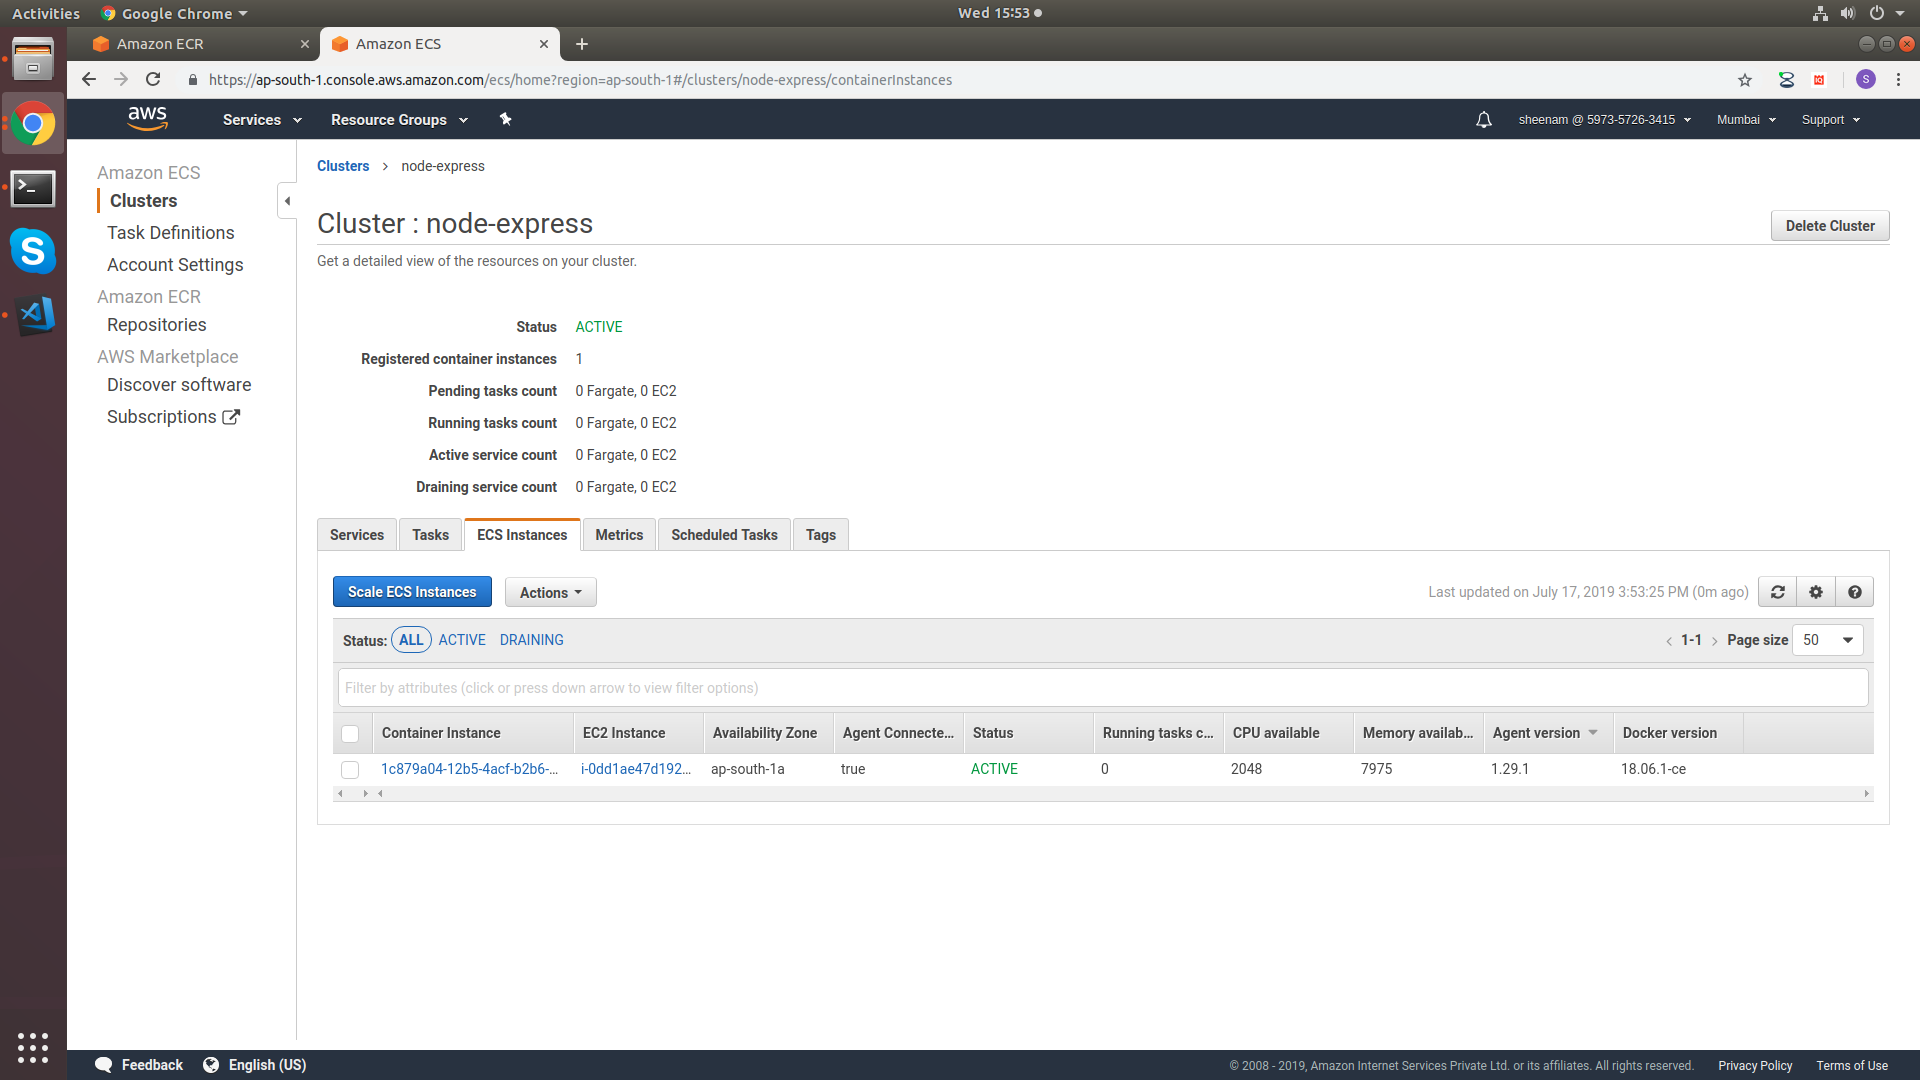 Activities
Google Chrome
Wed 15:53
Amazon ECR
Amazon ECS
https://ap-south-1.console.aws.amazon.com/ecs/home?region=ap-south-1#/clusters/node-express/containerInstances
S
aws
Services
Resource Groups
sheenam @ 5973-5726-3415
Mumbai
Support
Amazon ECS
Clusters
Task Definitions
Account Settings
Amazon ECR
Repositories
AWS Marketplace
Discover software
Subscriptions
Clusters > node-express
Cluster : node-express
Delete Cluster
Get a detailed view of the resources on your cluster.
Status ACTIVE
Registered container instances 1
Pending tasks count 0 Fargate, 0 EC2
Running tasks count 0 Fargate, 0 EC2
Active service count 0 Fargate, 0 EC2
Draining service count 0 Fargate, 0 EC2
Services Tasks ECS Instances Metrics Scheduled Tasks Tags
Scale ECS Instances Actions Last updated on July 17, 2019 3:53:25 PM (0m ago)
Status: ALL ACTIVE DRAINING < 1-1 > Page size 50
Filter by attributes (click or press down arrow to view filter options)
Container Instance EC2 Instance Availability Zone Agent Connecte... Status Running tasks c... CPU available Memory availab... Agent version Docker version
1c879a04-12b5-4acf-b2b6-... i-0dd1ae47d192... ap-south-1a true ACTIVE 0 2048 7975 1.29.1 18.06.1-ce
Feedback English (US)
© 2008 - 2019, Amazon Internet Services Private Ltd. or its affiliates. All rights reserved. Privacy Policy Terms of Use